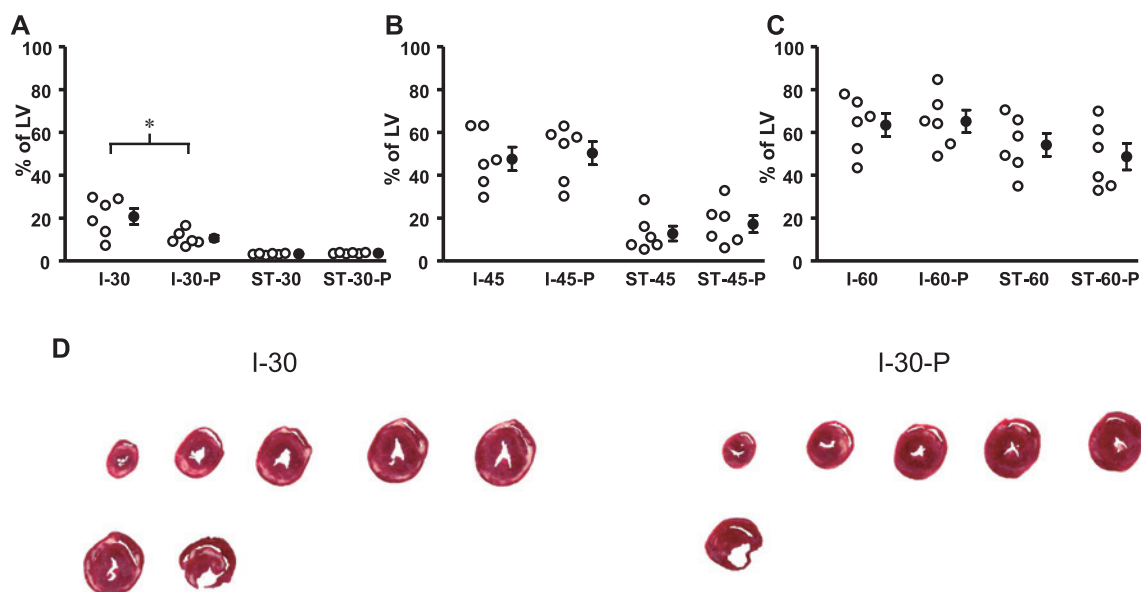 A
B
C
% of LV
100
80
60
40
20
0
*
I-30
I-30-P
ST-30
ST-30-P
% of LV
100
80
60
40
20
0
I-45
I-45-P
ST-45
ST-45-P
% of LV
100
80
60
40
20
0
I-60
I-60-P
ST-60
ST-60-P
D
I-30
I-30-P